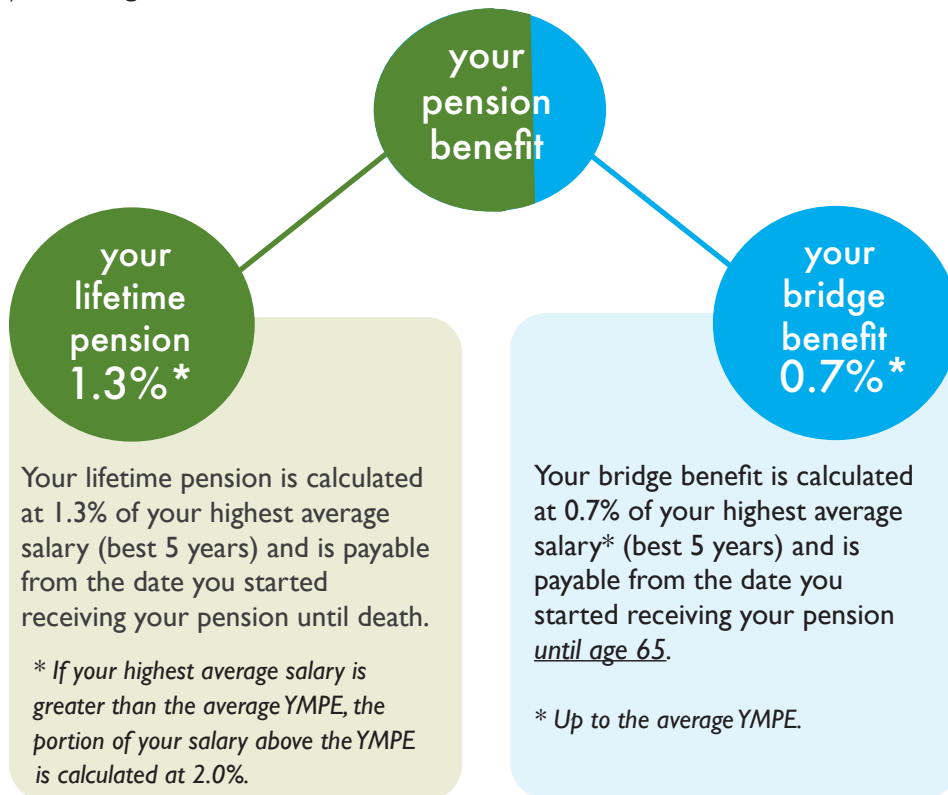 your
pension
benefit
your
lifetime
pension
1.3%*
Your lifetime pension is calculated
at 1.3% of your highest average
salary (best 5 years) and is payable
from the date you started
receiving your pension until death.
* If your highest average salary is
greater than the average YMPE, the
portion of your salary above the YMPE
is calculated at 2.0%.
your
bridge
benefit
0.7%*
Your bridge benefit is calculated
at 0.7% of your highest average
salary* (best 5 years) and is
payable from the date you
started receiving your pension
until age 65.
* Up to the average YMPE.